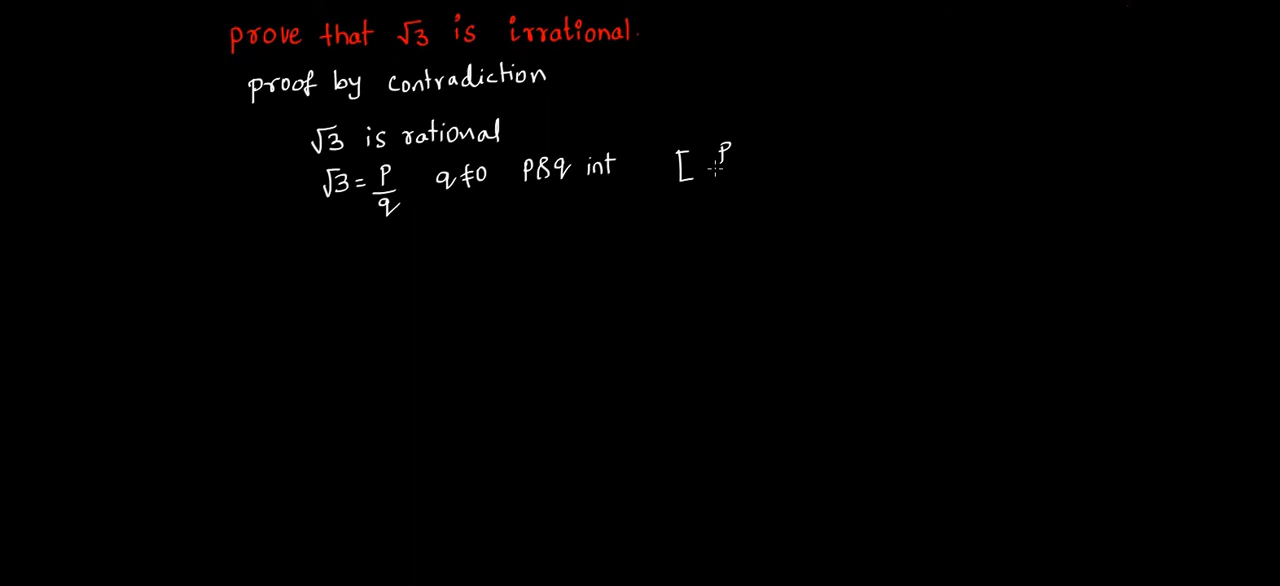 prove that √3 is irrational.
proof by contradiction
√3 is rational
√3 = p/q q≠0 p&q int [ p